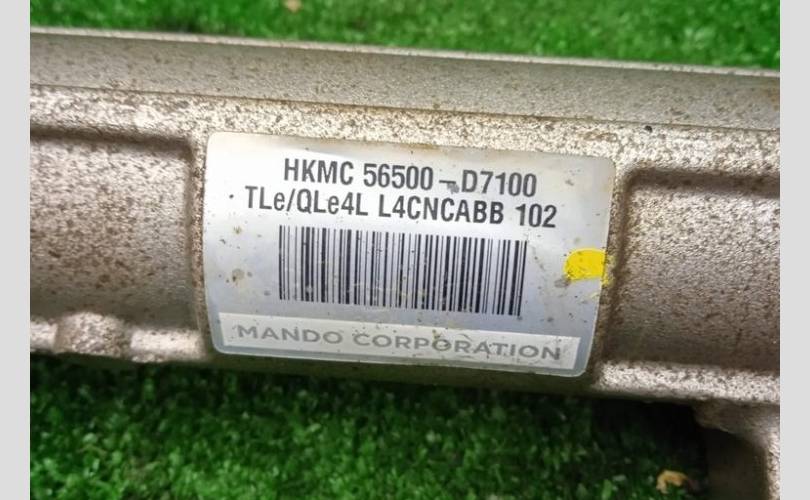 HKMC 56500-D7100
TLe/QLe4L L4CNCABB 102
MANDO CORPORATION